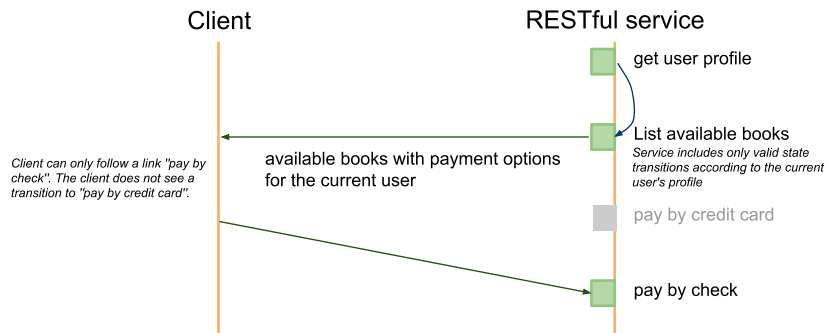 Client
RESTful service
get user profile
List available books
Service includes only valid state
transitions according to the current
user's profile
available books with payment options
for the current user
Client can only follow a link "pay by
check". The client does not see a
transition to "pay by credit card".
pay by credit card
pay by check